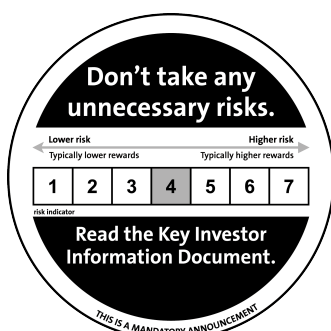 Don’t take any
unnecessary risks.
Lower risk Higher risk
Typically lower rewards Typically higher rewards
1 2 3 4 5 6 7
risk indicator
Read the Key Investor
Information Document.
THIS IS A MANDATORY ANNOUNCEMENT